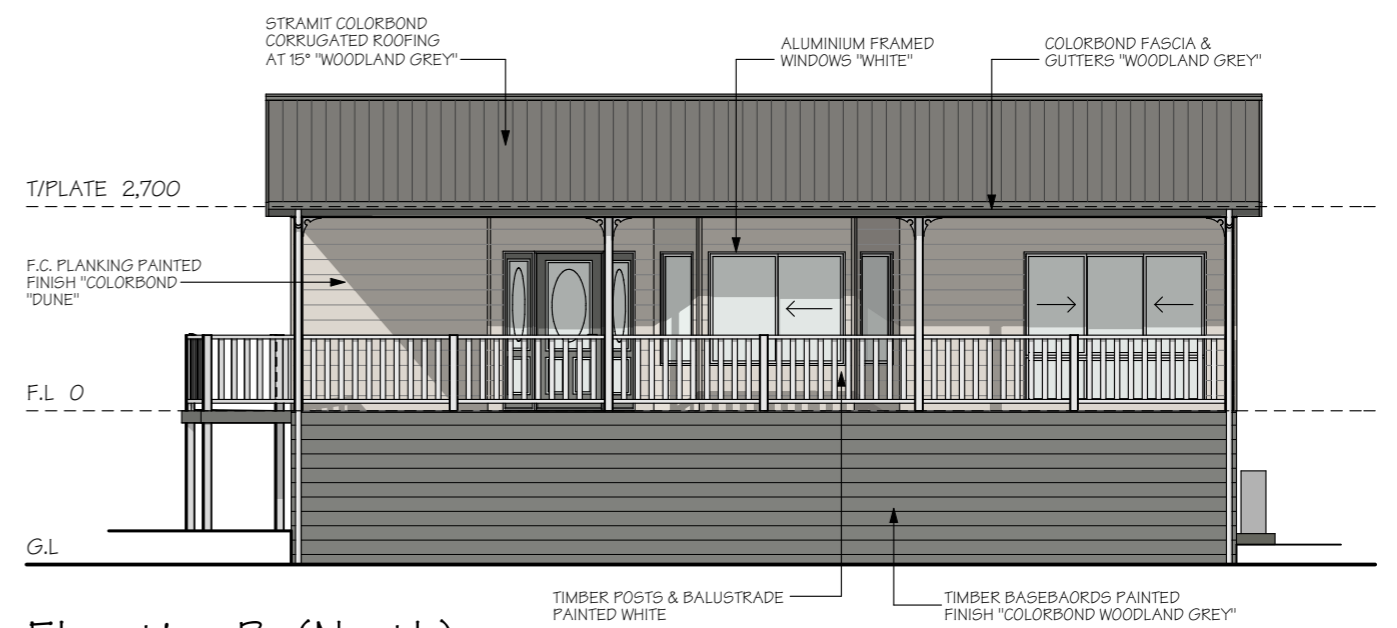 STRAMIT COLORBOND
CORRUGATED ROOFING
AT 15° "WOODLAND GREY"
ALUMINIUM FRAMED
WINDOWS "WHITE"
COLORBOND FASCIA &
GUTTERS "WOODLAND GREY"
T/PLATE 2,700
F.C. PLANKING PAINTED
FINISH "COLORBOND
"DUNE"
F.L 0
G.L
TIMBER POSTS & BALUSTRADE
PAINTED WHITE
TIMBER BASEBAORDS PAINTED
FINISH "COLORBOND WOODLAND GREY"
Elevation B (North)